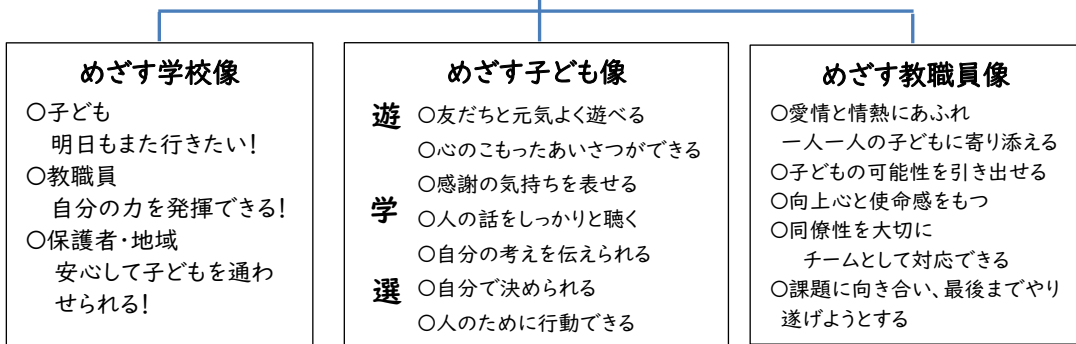 めざす学校像
○子ども
明日もまた行きたい!
○教職員
自分の力を発揮できる!
○保護者・地域
安心して子どもを通わ
せられる!
めざす子ども像
遊 ○友だちと元気よく遊べる
○心のこもったあいさつができる
○感謝の気持ちを表せる
学 ○人の話をしっかりと聴く
○自分の考えを伝えられる
選 ○自分で決められる
○人のために行動できる
めざす教職員像
○愛情と情熱にあふれ
一人一人の子どもに寄り添える
○子どもの可能性を引き出せる
○向上心と使命感をもつ
○同僚性を大切に
チームとして対応できる
○課題に向き合い、最後までやり
遂げようとする